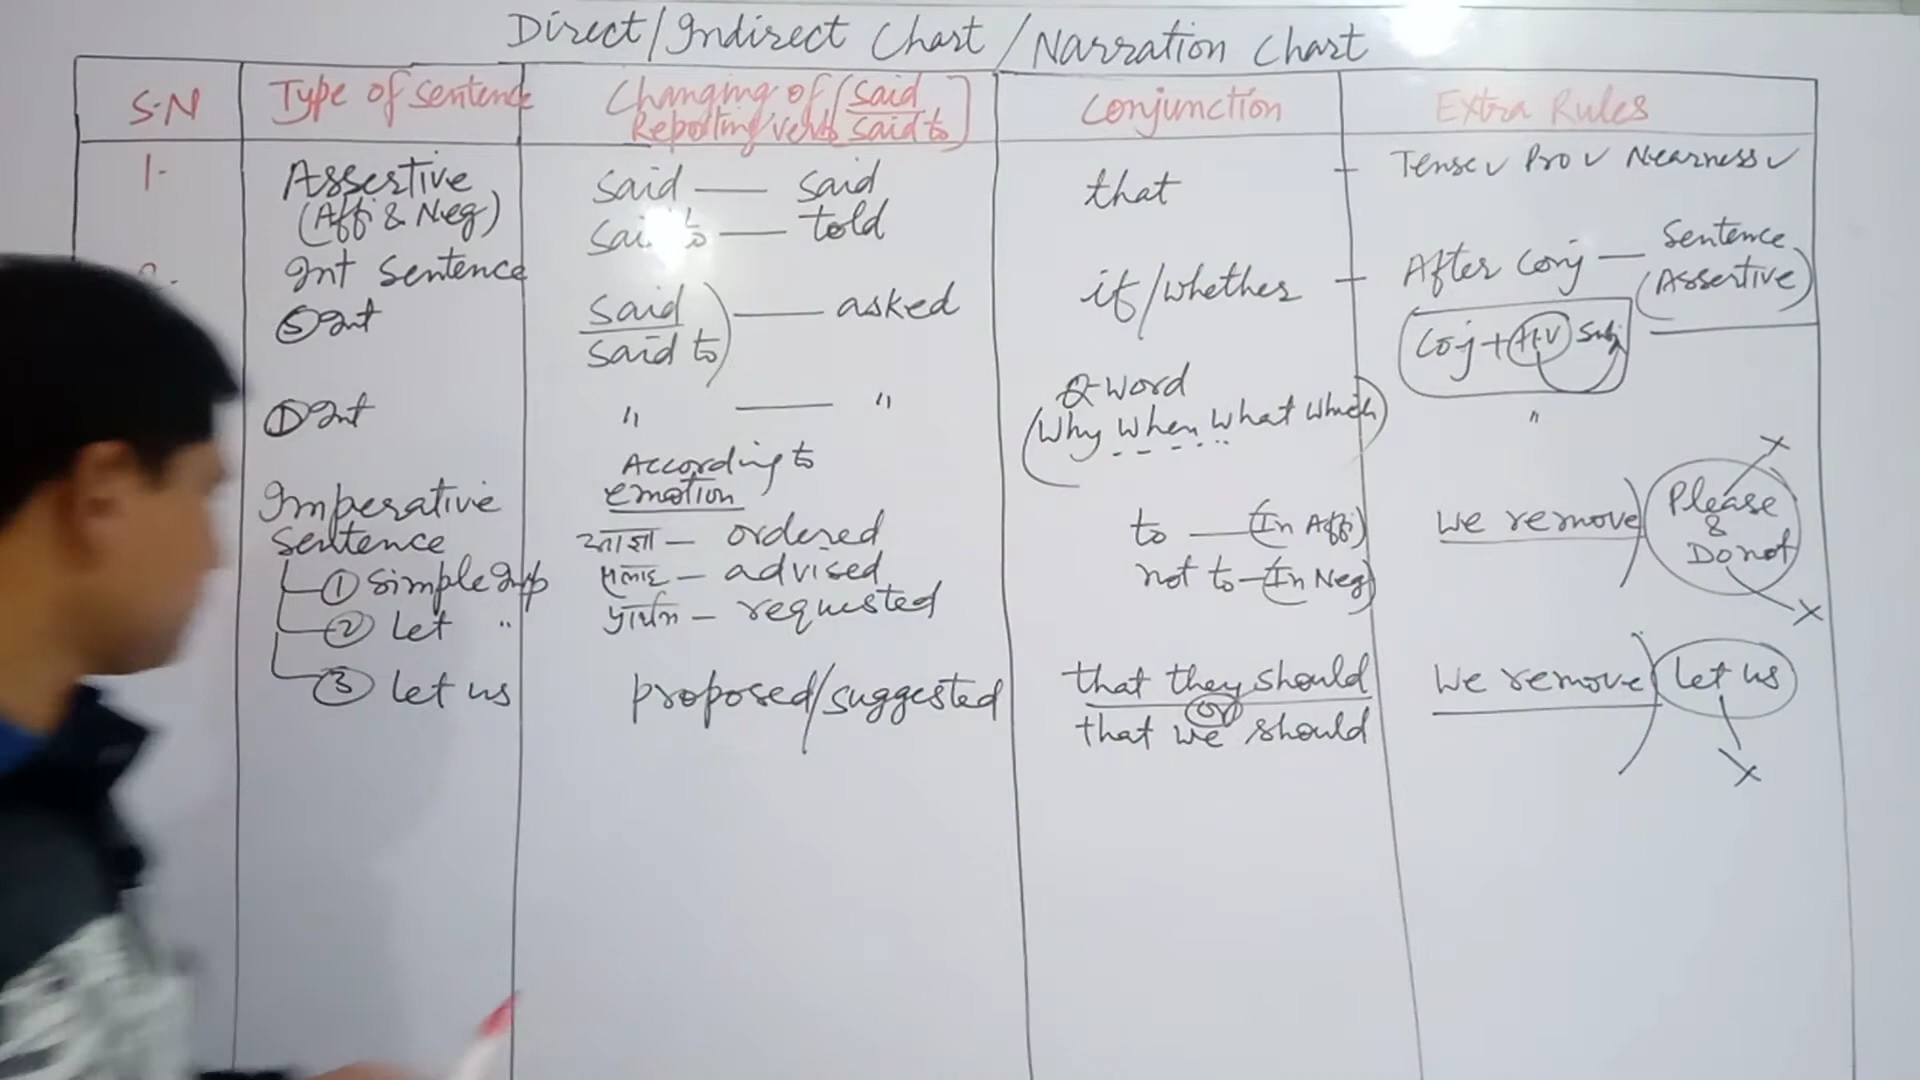 Direct/Indirect Chart/Narration Chart
S.N Type of sentence Changing of Reporting verb (said said to) Conjunction Extra Rules
1. Assertive (Affi & Neg) said — said that — Tense✓ Pro✓ Nearness✓
said to — told
Int sentence After Conj — Sentence (Assertive)
Ⓢ Int said said to) — asked if/whether — Conj + H.V Subj
Ⓓ Int " — " Q-word "
(Why When What Which)
- - - - . .
According to emotion
Imperative sentence
आज्ञा — ordered to — (In Affi) We remove) Please & Do not
① Simple Imp सलाह — advised not to — (In Neg)
② Let " प्रार्थना — requested
③ Let us proposed/suggested that they should We remove) Let us
or
that we should